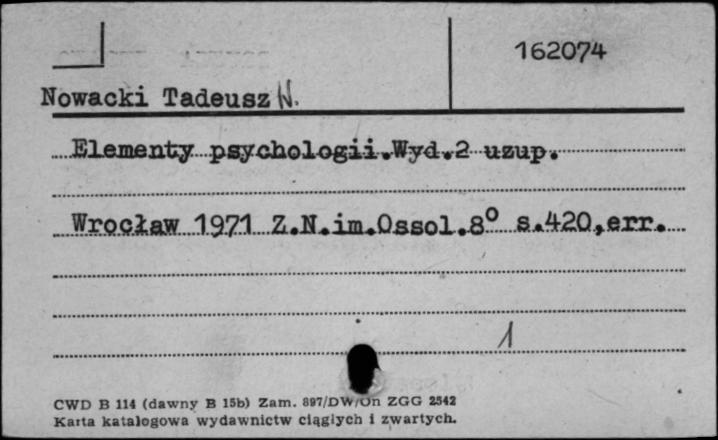 162074
Nowacki Tadeusz N.
Elementy psychologii.Wyd.2 uzup.
Wrocław 1971 Z.N.im.Ossol.8° s.420,err.
1
CWD B 114 (dawny B 15b) Zam. 897/DW/On ZGG 2542
Karta katalogowa wydawnictw ciągłych i zwartych.